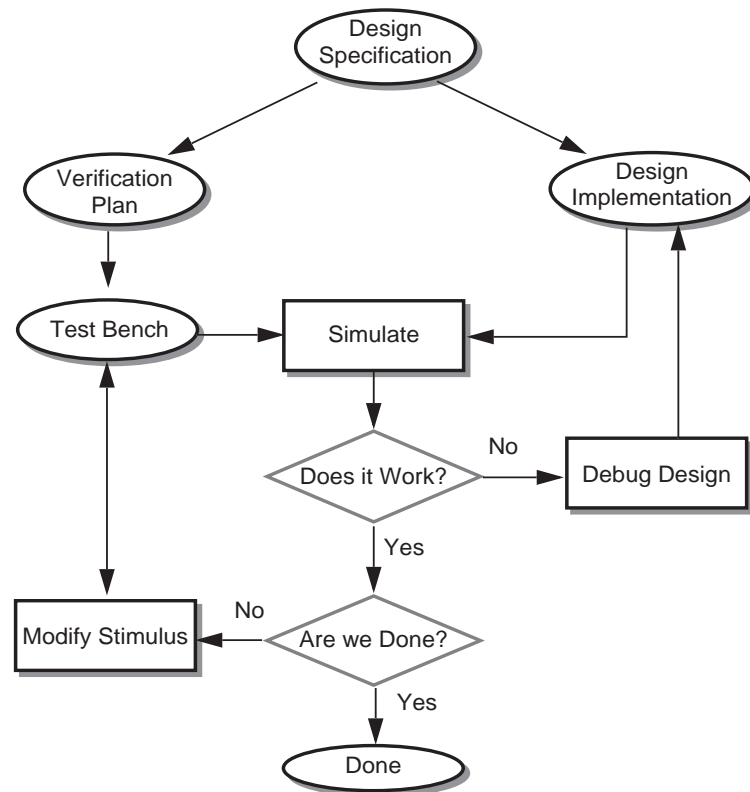 Design
Specification
Verification
Plan
Design
Implementation
Test Bench
Simulate
Does it Work?
No
Debug Design
Yes
Modify Stimulus
No
Are we Done?
Yes
Done